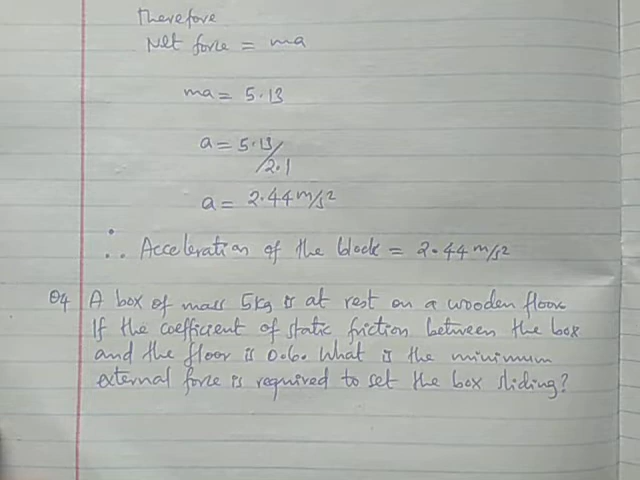 Therefore
Net force = ma
ma = 5.13
a = 5.13/2.1
a = 2.44 m/s²
∴ Acceleration of the block = 2.44 m/s²
Q4 A box of mass 5kg is at rest on a wooden floor.
If the coefficient of static friction between the box
and the floor is 0.6. What is the minimum
external force is required to set the box sliding?